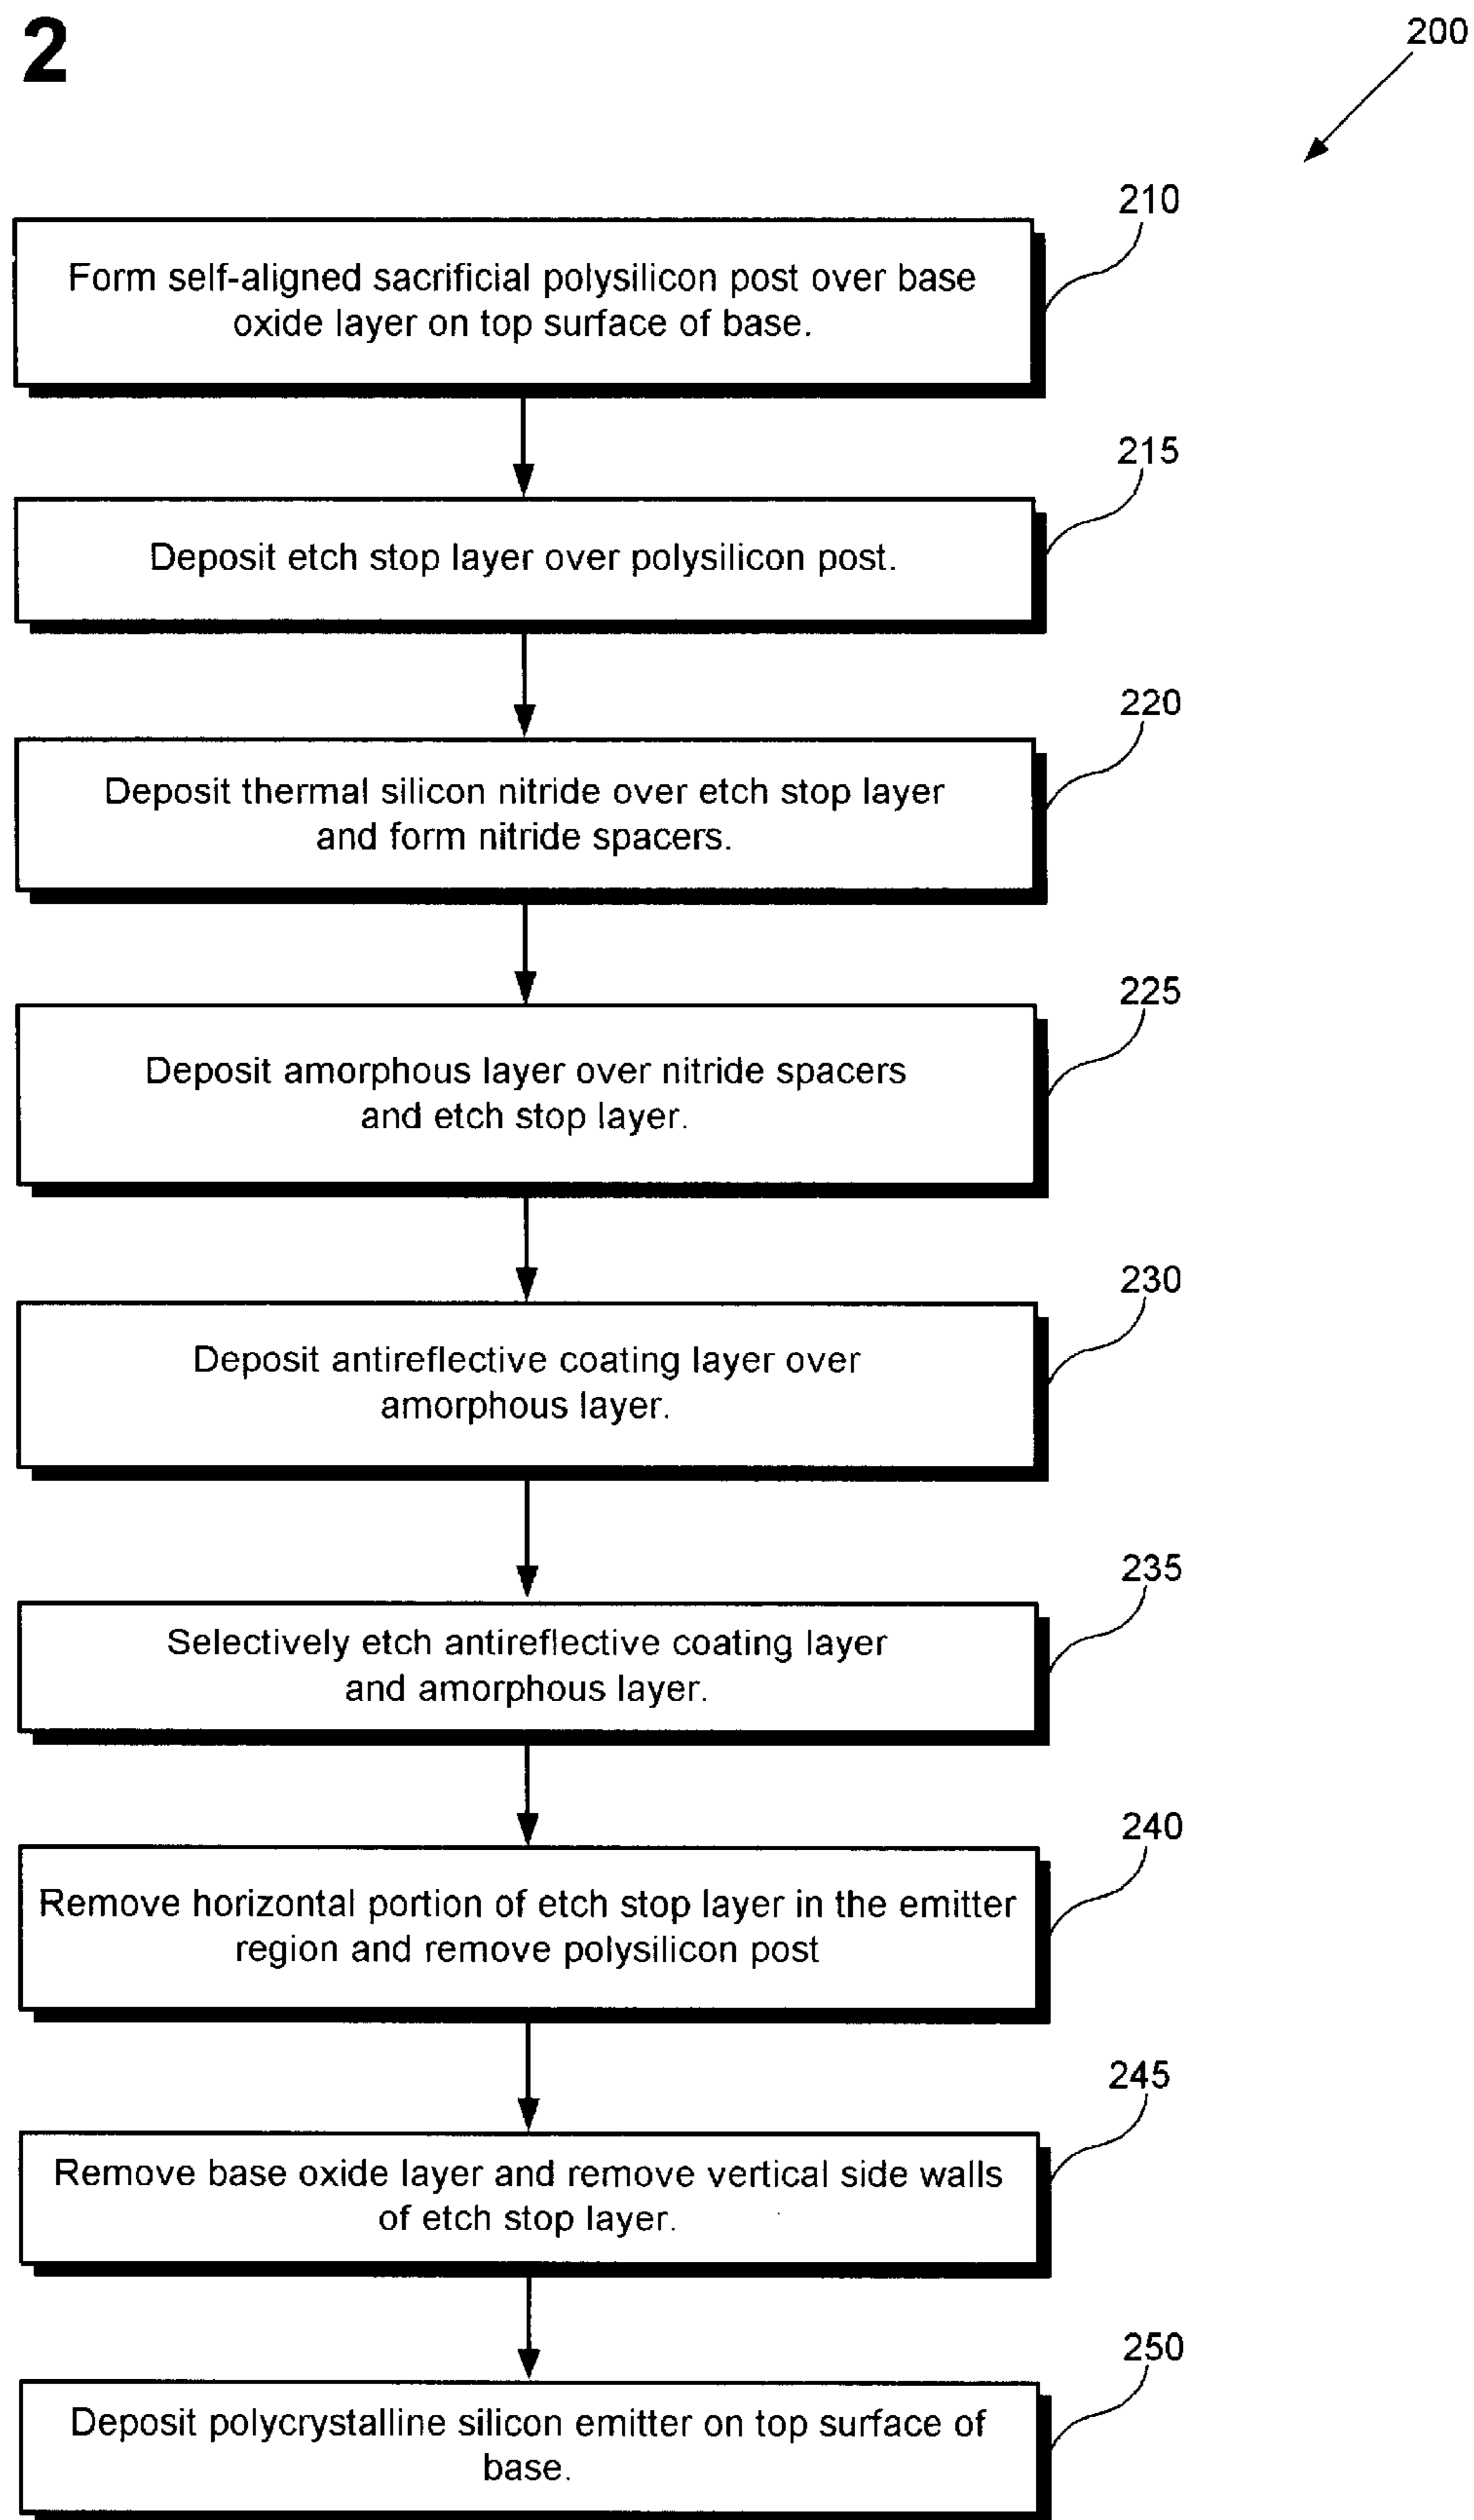 2
200
210
Form self-aligned sacrificial polysilicon post over base
oxide layer on top surface of base.
215
Deposit etch stop layer over polysilicon post.
220
Deposit thermal silicon nitride over etch stop layer
and form nitride spacers.
225
Deposit amorphous layer over nitride spacers
and etch stop layer.
230
Deposit antireflective coating layer over
amorphous layer.
235
Selectively etch antireflective coating layer
and amorphous layer.
240
Remove horizontal portion of etch stop layer in the emitter
region and remove polysilicon post
245
Remove base oxide layer and remove vertical side walls
of etch stop layer.
250
Deposit polycrystalline silicon emitter on top surface of
base.